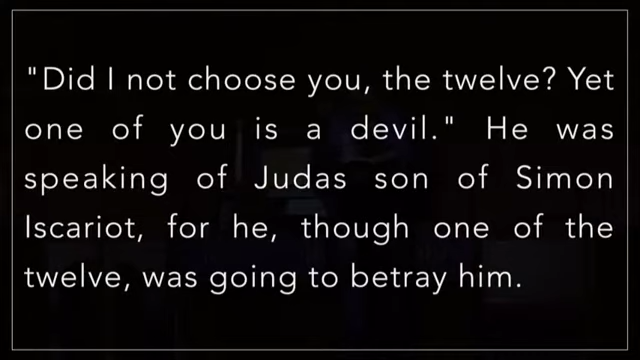 "Did I not choose you, the twelve? Yet
one of you is a devil." He was
speaking of Judas son of Simon
Iscariot, for he, though one of the
twelve, was going to betray him.